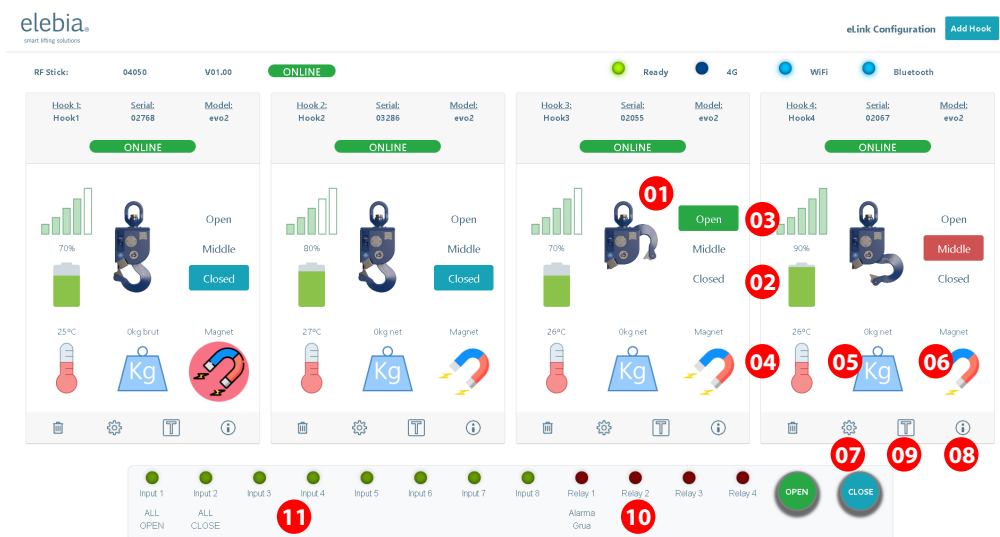 elebia®
smart lifting solutions
eLink Configuration
Add Hook
RF Stick: 04050 V01.00 ONLINE
Ready 4G WiFi Bluetooth
Hook 1: Serial: Model:
Hook1 02768 evo2
ONLINE
70%
Open
Middle
Closed
25ºC 0kg brut Magnet
Kg
T
Hook 2: Serial: Model:
Hook2 03286 evo2
ONLINE
80%
Open
Middle
Closed
27ºC 0kg net Magnet
Kg
T
Hook 3: Serial: Model:
Hook3 02055 evo2
ONLINE
01
70%
Open
Middle
Closed
26ºC 0kg net Magnet
Kg
T
Hook 4: Serial: Model:
Hook4 02067 evo2
ONLINE
03
90%
Open
Middle
Closed
02
26ºC 0kg net Magnet
04
05
Kg
06
T
07
09
08
Input 1 Input 2 Input 3 Input 4 Input 5 Input 6 Input 7 Input 8 Relay 1 Relay 2 Relay 3 Relay 4
ALL OPEN
ALL CLOSE
11
Alarma Grua
10
OPEN
CLOSE